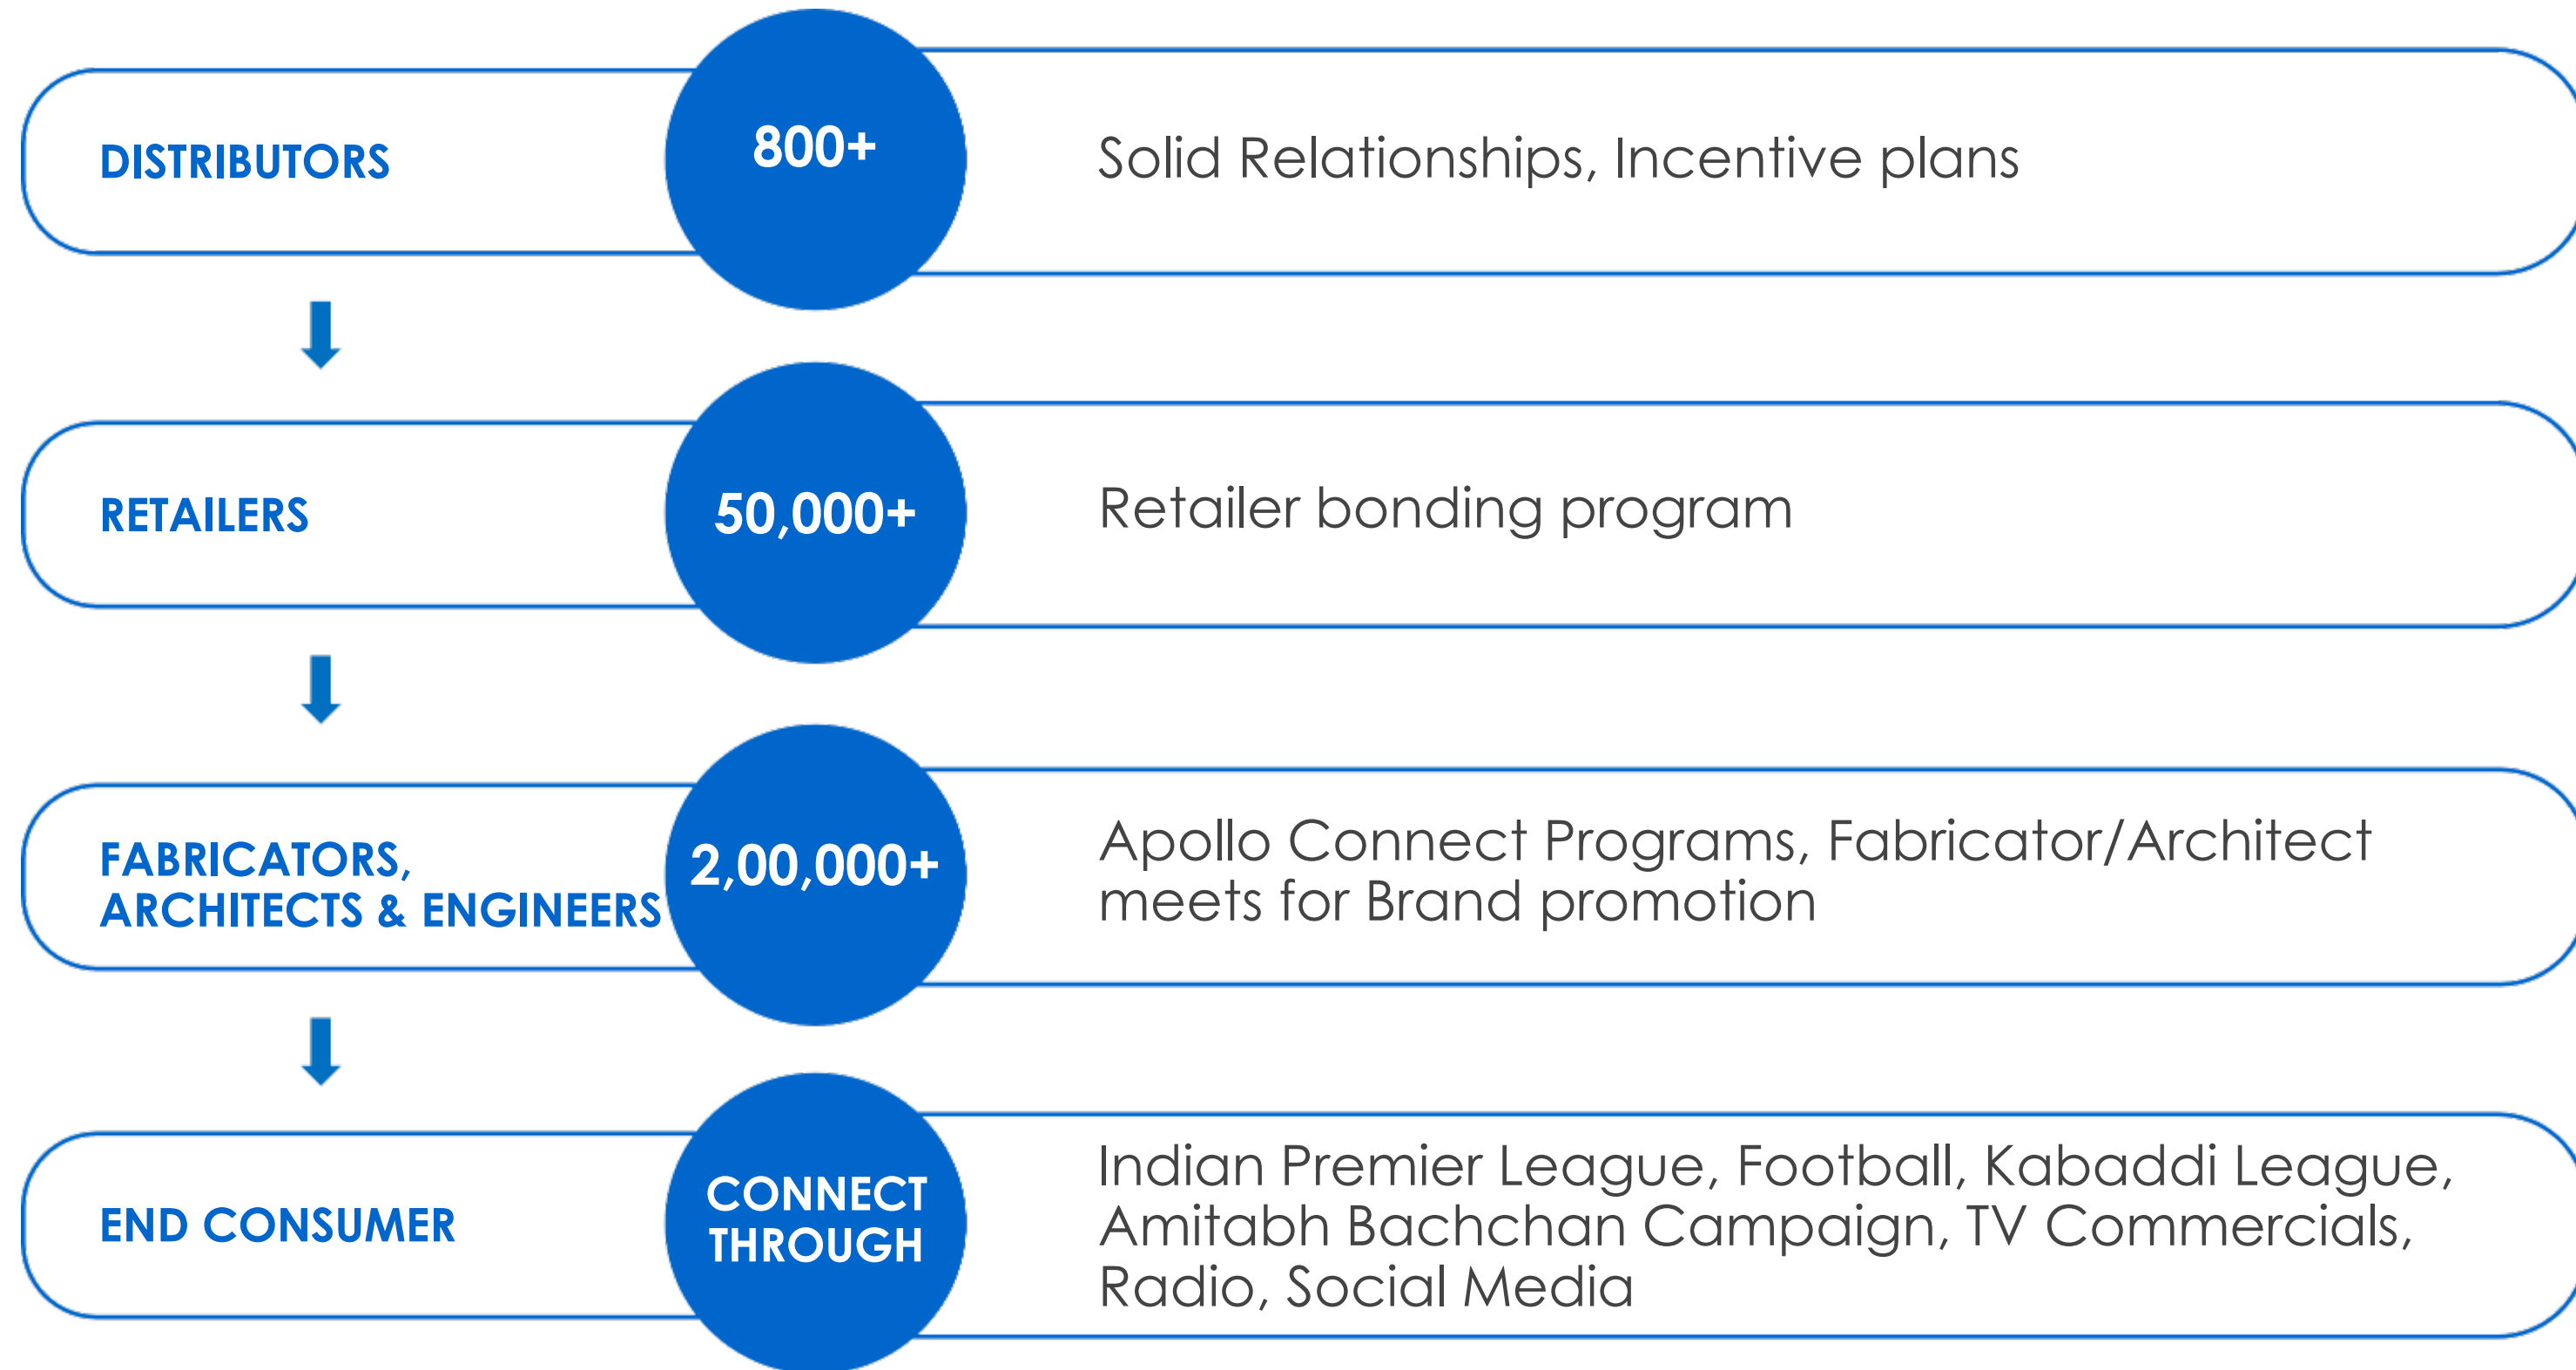 DISTRIBUTORS
800+
Solid Relationships, Incentive plans
RETAILERS
50,000+
Retailer bonding program
FABRICATORS,
ARCHITECTS & ENGINEERS
2,00,000+
Apollo Connect Programs, Fabricator/Architect
meets for Brand promotion
END CONSUMER
CONNECT
THROUGH
Indian Premier League, Football, Kabaddi League,
Amitabh Bachchan Campaign, TV Commercials,
Radio, Social Media